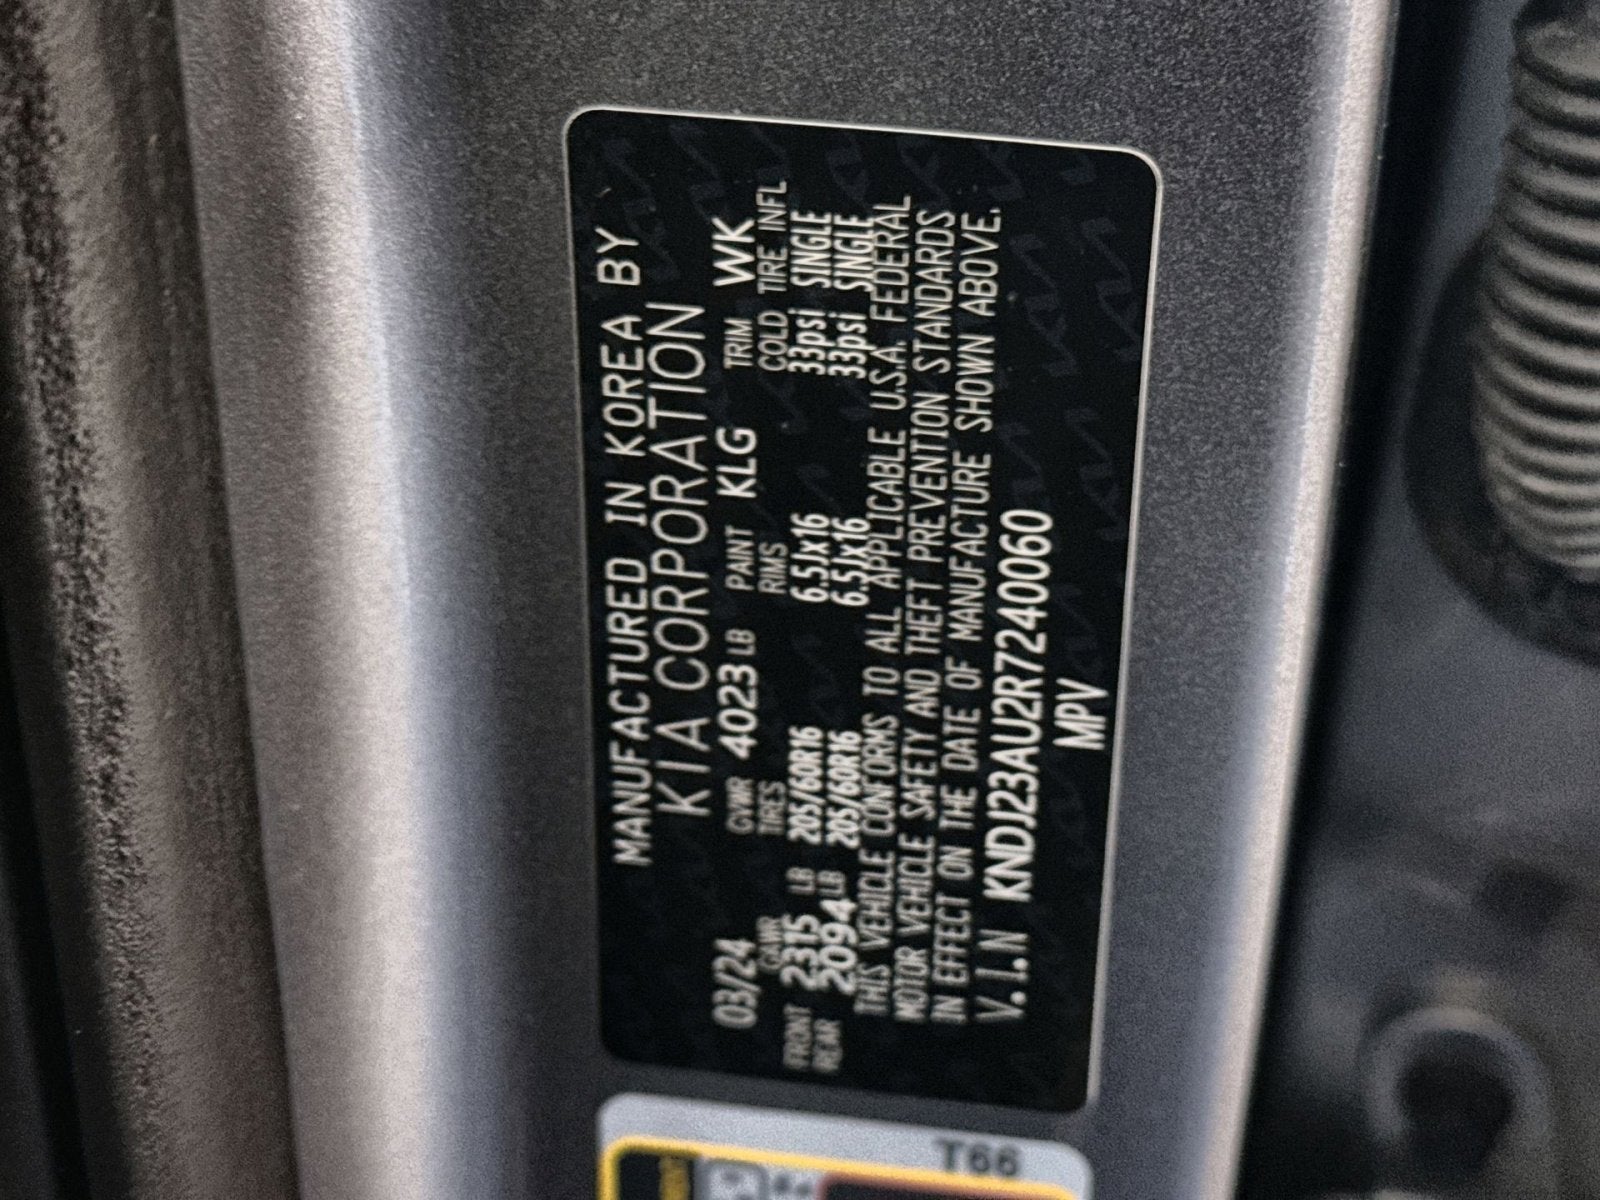 MANUFACTURED IN KOREA BY
KIA CORPORATION
03/24 GVWR 4023 LB PAINT KLG TRIM WK
GAWR TIRES RIMS COLD TIRE INFL
FRONT 2315 LB 205/60R16 6.5Jx16 33psi SINGLE
REAR 2094 LB 205/60R16 6.5Jx16 33psi SINGLE
THIS VEHICLE CONFORMS TO ALL APPLICABLE U.S.A. FEDERAL
MOTOR VEHICLE SAFETY AND THEFT PREVENTION STANDARDS
IN EFFECT ON THE DATE OF MANUFACTURE SHOWN ABOVE.
V.I.N KNDJ23AU2R7240060
MPV
T66